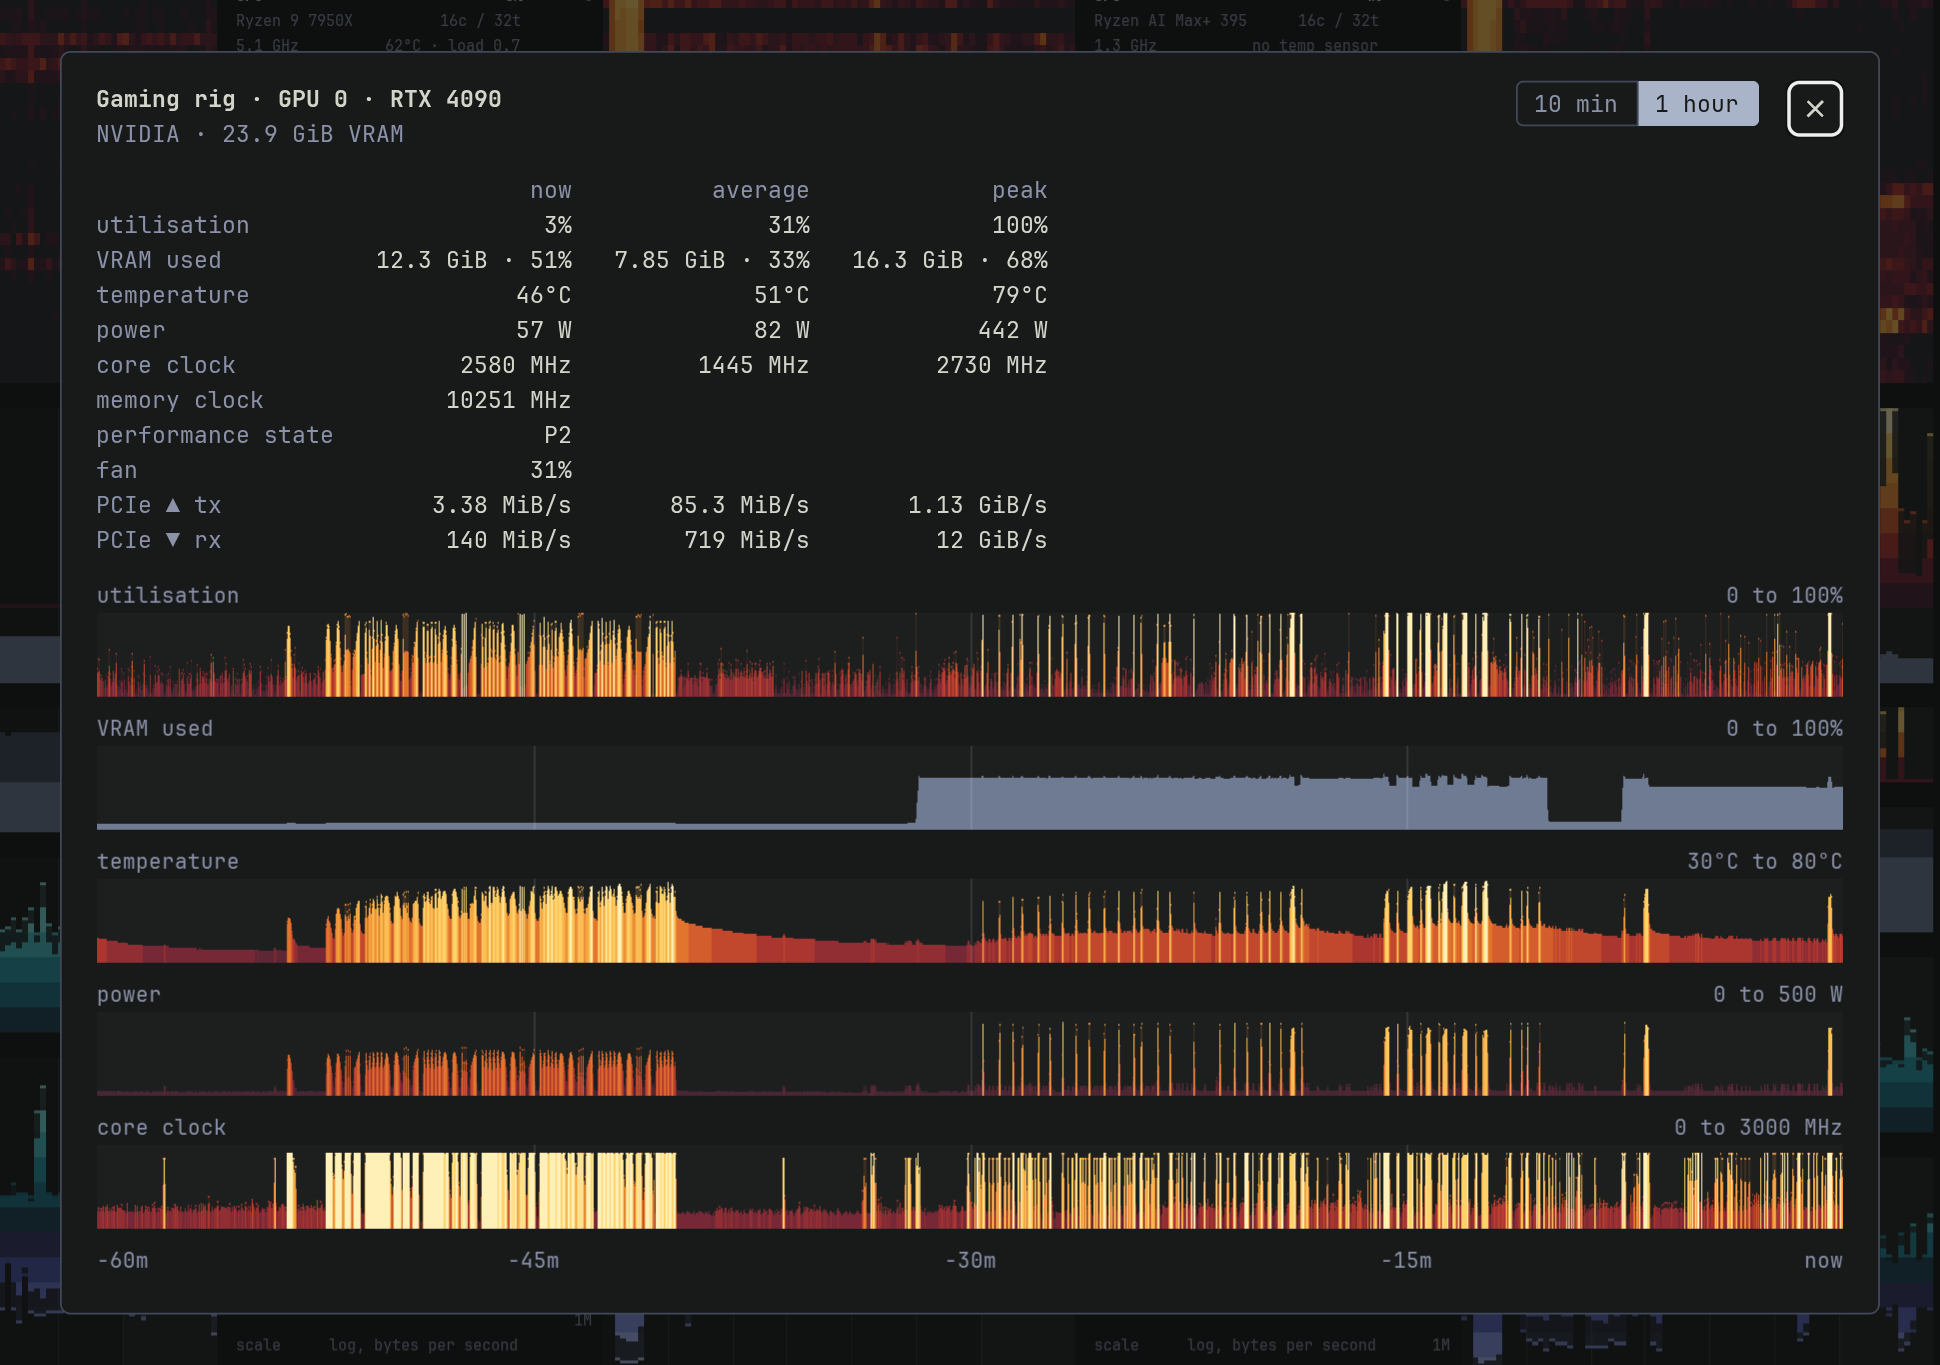 Ryzen 9 7950X 16c / 32t
5.1 GHz 62°C · load 0.7
Ryzen AI Max+ 395 16c / 32t
1.3 GHz no temp sensor
Gaming rig · GPU 0 · RTX 4090
NVIDIA · 23.9 GiB VRAM
10 min 1 hour ×
now average peak
utilisation 3% 31% 100%
VRAM used 12.3 GiB · 51% 7.85 GiB · 33% 16.3 GiB · 68%
temperature 46°C 51°C 79°C
power 57 W 82 W 442 W
core clock 2580 MHz 1445 MHz 2730 MHz
memory clock 10251 MHz
performance state P2
fan 31%
PCIe ▲ tx 3.38 MiB/s 85.3 MiB/s 1.13 GiB/s
PCIe ▼ rx 140 MiB/s 719 MiB/s 12 GiB/s
utilisation 0 to 100%
VRAM used 0 to 100%
temperature 30°C to 80°C
power 0 to 500 W
core clock 0 to 3000 MHz
-60m -45m -30m -15m now
1M
scale log, bytes per second
scale log, bytes per second 1M